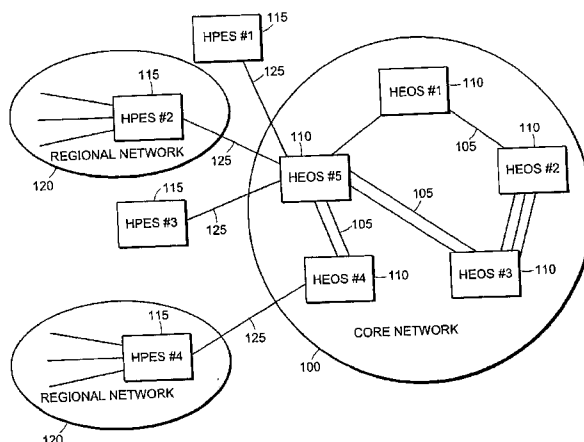 115
HPES #1
125
115
HPES #2
REGIONAL NETWORK
120
125
115
HPES #3
125
110
HEOS #5
HEOS #1
110
105
110
HEOS #2
105
105
HEOS #4
110
HEOS #3
110
CORE NETWORK
100
115
HPES #4
125
REGIONAL NETWORK
120